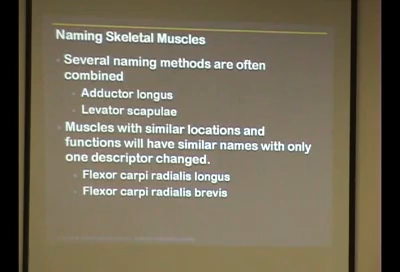 Naming Skeletal Muscles
Several naming methods are often
combined
Adductor longus
Levator scapulae
Muscles with similar locations and
functions will have similar names with only
one descriptor changed.
Flexor carpi radialis longus
Flexor carpi radialis brevis